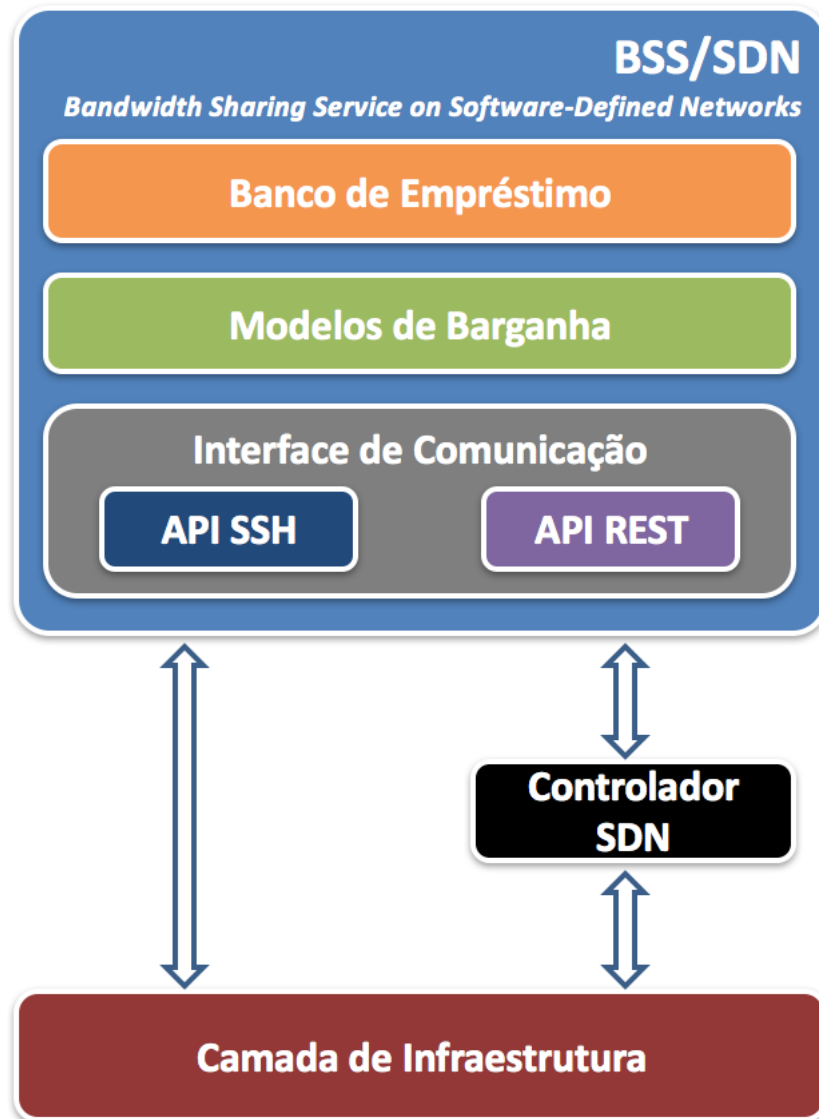 BSS/SDN
Bandwidth Sharing Service on Software-Defined Networks
Banco de Empréstimo
Modelos de Barganha
Interface de Comunicação
API SSH
API REST
Controlador
SDN
Camada de Infraestrutura